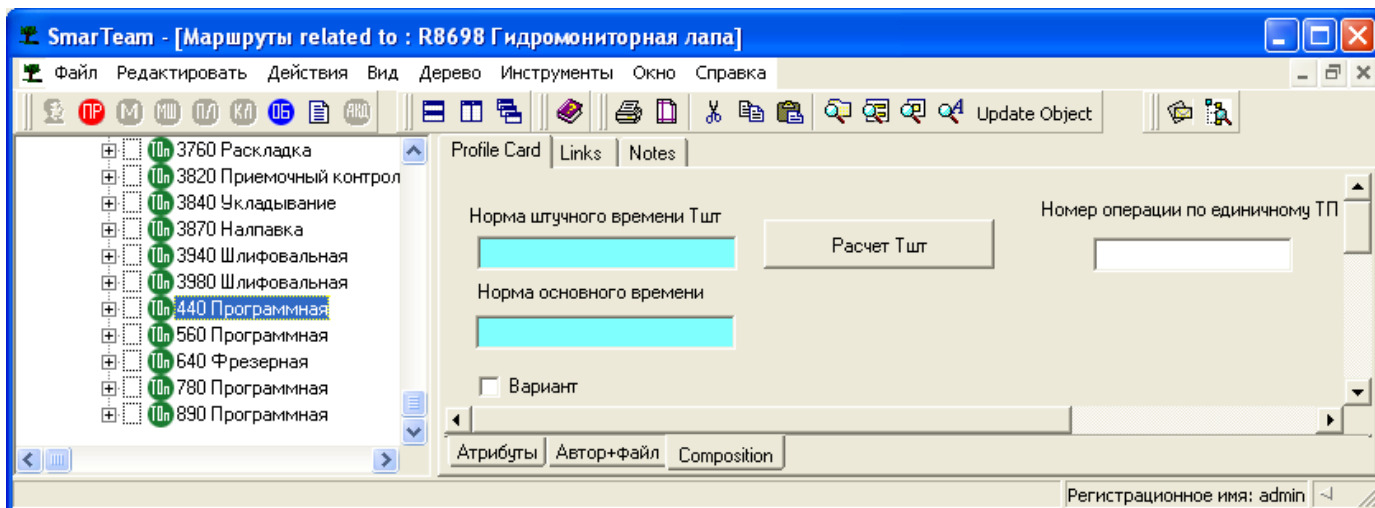 SmarTeam - [Маршруты related to : R8698 Гидромониторная лапа]
Файл Редактировать Действия Вид Дерево Инструменты Окно Справка
ПР М МШ ПЛ КЛ ОБ АКД Update Object
3760 Раскладка
3820 Приемочный контрол
3840 Укладывание
3870 Налпавка
3940 Шлифовальная
3980 Шлифовальная
440 Программная
560 Программная
640 Фрезерная
780 Программная
890 Программная
Profile Card Links Notes
Норма штучного времени Тшт
Расчет Тшт
Номер операции по единичному ТП
Норма основного времени
Вариант
Атрибуты Автор+Файл Composition
Регистрационное имя: admin